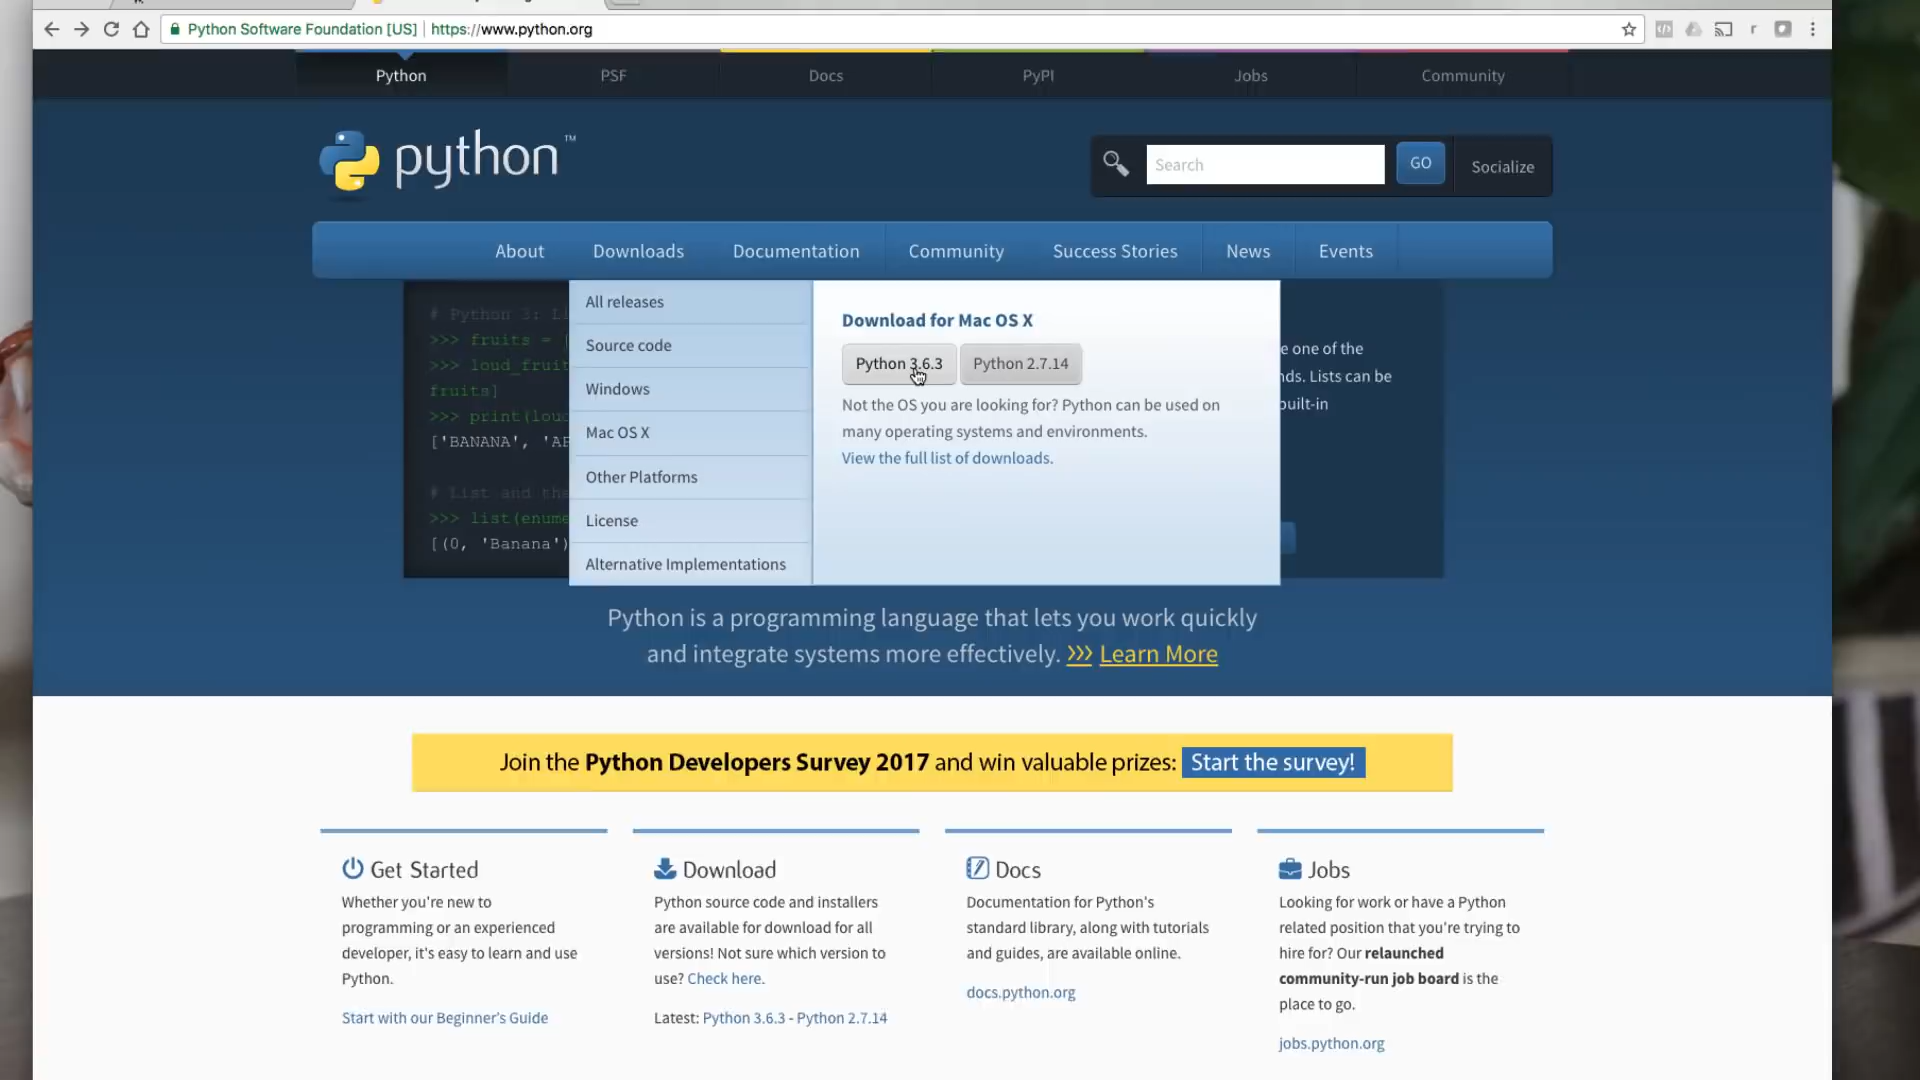 Python Software Foundation [US] | https://www.python.org
Python PSF Docs PyPI Jobs Community
python™
Search GO Socialize
About Downloads Documentation Community Success Stories News Events
# Python 3: Li
>>> fruits = [
>>> loud_fruit
fruits]
>>> print(lou
['BANANA', 'AP
# List and the
>>> list(enume
[(0, 'Banana')
All releases
Source code
Windows
Mac OS X
Other Platforms
License
Alternative Implementations
Download for Mac OS X
Python 3.6.3 Python 2.7.14
Not the OS you are looking for? Python can be used on
many operating systems and environments.
View the full list of downloads.
e one of the
nds. Lists can be
built-in
Python is a programming language that lets you work quickly
and integrate systems more effectively. >>> Learn More
Join the Python Developers Survey 2017 and win valuable prizes: Start the survey!
Get Started
Whether you're new to
programming or an experienced
developer, it's easy to learn and use
Python.
Start with our Beginner's Guide
Download
Python source code and installers
are available for download for all
versions! Not sure which version to
use? Check here.
Latest: Python 3.6.3 - Python 2.7.14
Docs
Documentation for Python's
standard library, along with tutorials
and guides, are available online.
docs.python.org
Jobs
Looking for work or have a Python
related position that you're trying to
hire for? Our relaunched
community-run job board is the
place to go.
jobs.python.org